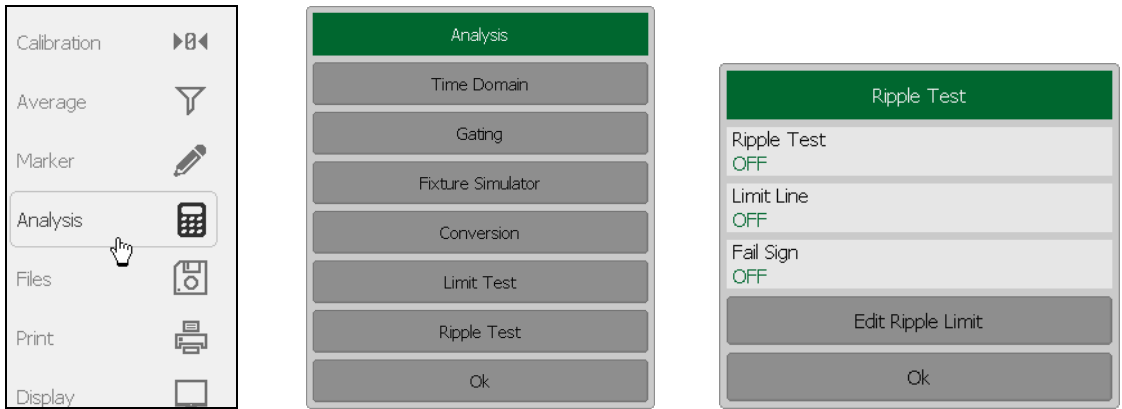 Calibration
Average
Marker
Analysis
Files
Print
Display
Analysis
Time Domain
Gating
Fixture Simulator
Conversion
Limit Test
Ripple Test
Ok
Ripple Test
Ripple Test
OFF
Limit Line
OFF
Fail Sign
OFF
Edit Ripple Limit
Ok